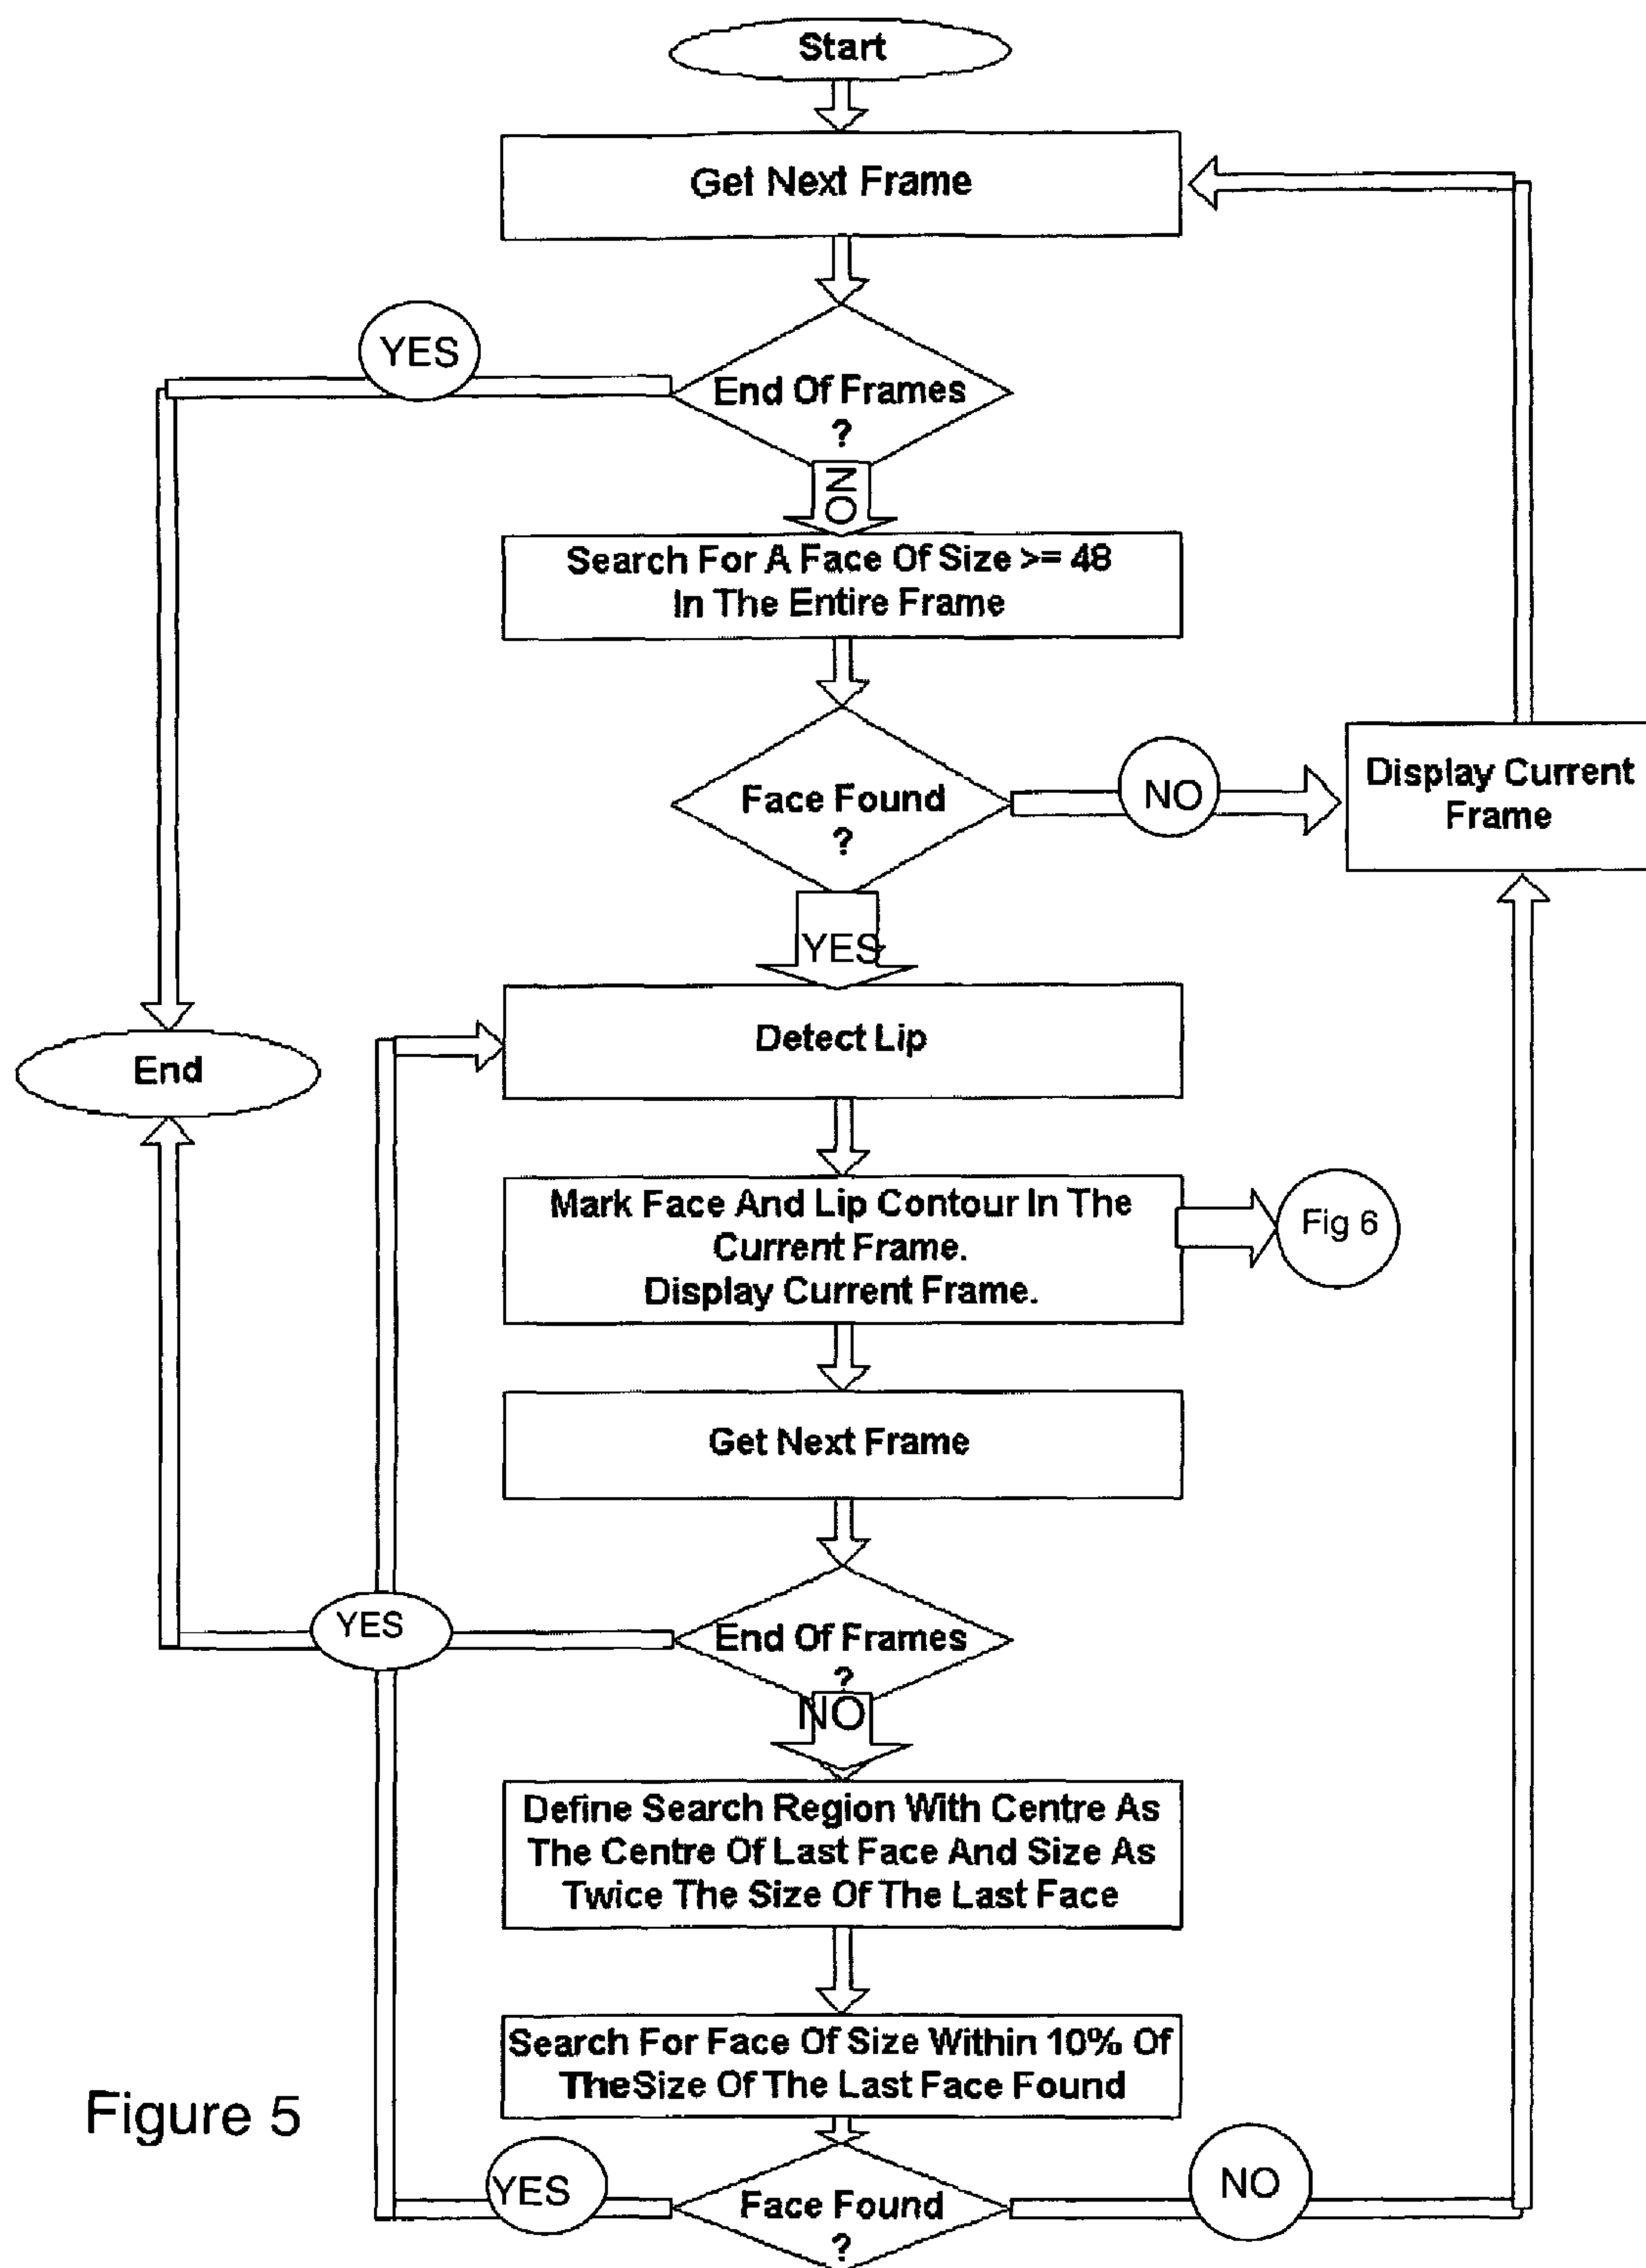 Start
Get Next Frame
YES
End Of Frames
?
NO
Search For A Face Of Size >= 48
In The Entire Frame
Face Found
?
NO
Display Current
Frame
YES
Detect Lip
End
Mark Face And Lip Contour In The
Current Frame.
Display Current Frame.
Fig 6
Get Next Frame
YES
End Of Frames
?
NO
Define Search Region With Centre As
The Centre Of Last Face And Size As
Twice The Size Of The Last Face
Search For Face Of Size Within 10% Of
TheSize Of The Last Face Found
Figure 5
YES
Face Found
?
NO